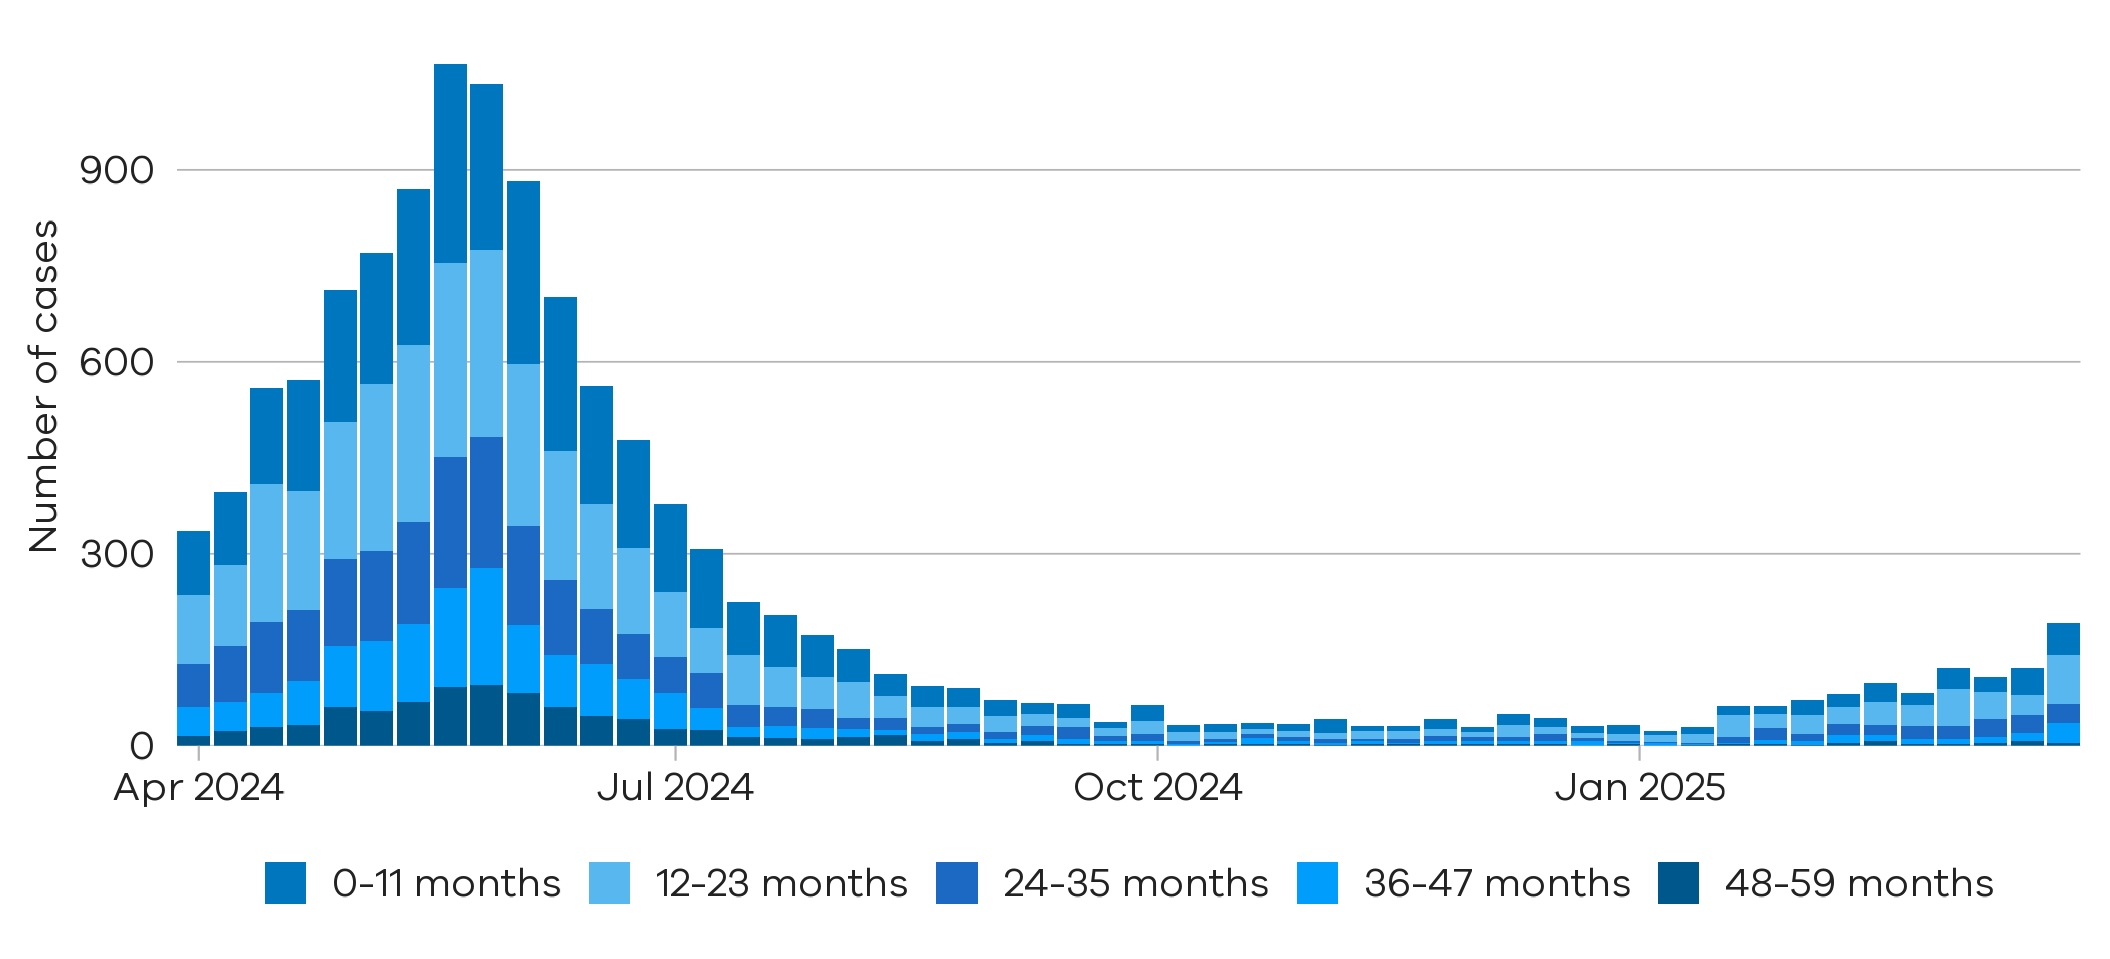 Number of cases
900
600
300
0
Apr 2024 Jul 2024 Oct 2024 Jan 2025
0-11 months 12-23 months 24-35 months 36-47 months 48-59 months